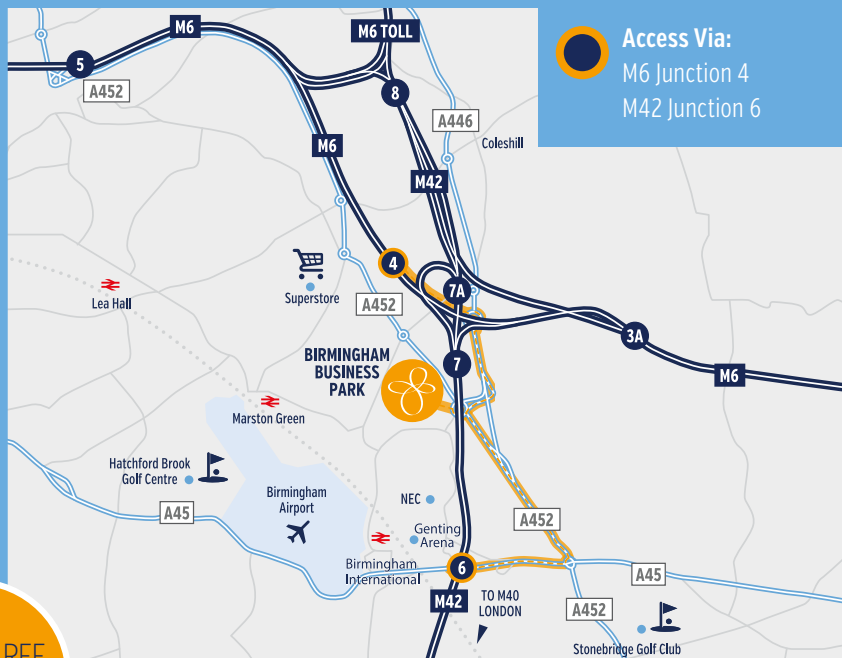 M6
M6 TOLL
Access Via:
M6 Junction 4
M42 Junction 6
5
A452
8
A446
Coleshill
M6
M42
4
7A
Superstore
A452
Lea Hall
3A
BIRMINGHAM
BUSINESS
PARK
7
M6
Marston Green
Hatchford Brook
Golf Centre
Birmingham
Airport
NEC
A45
A452
Genting
Arena
Birmingham
International
6
A45
M42
TO M40
LONDON
A452
Stonebridge Golf Club